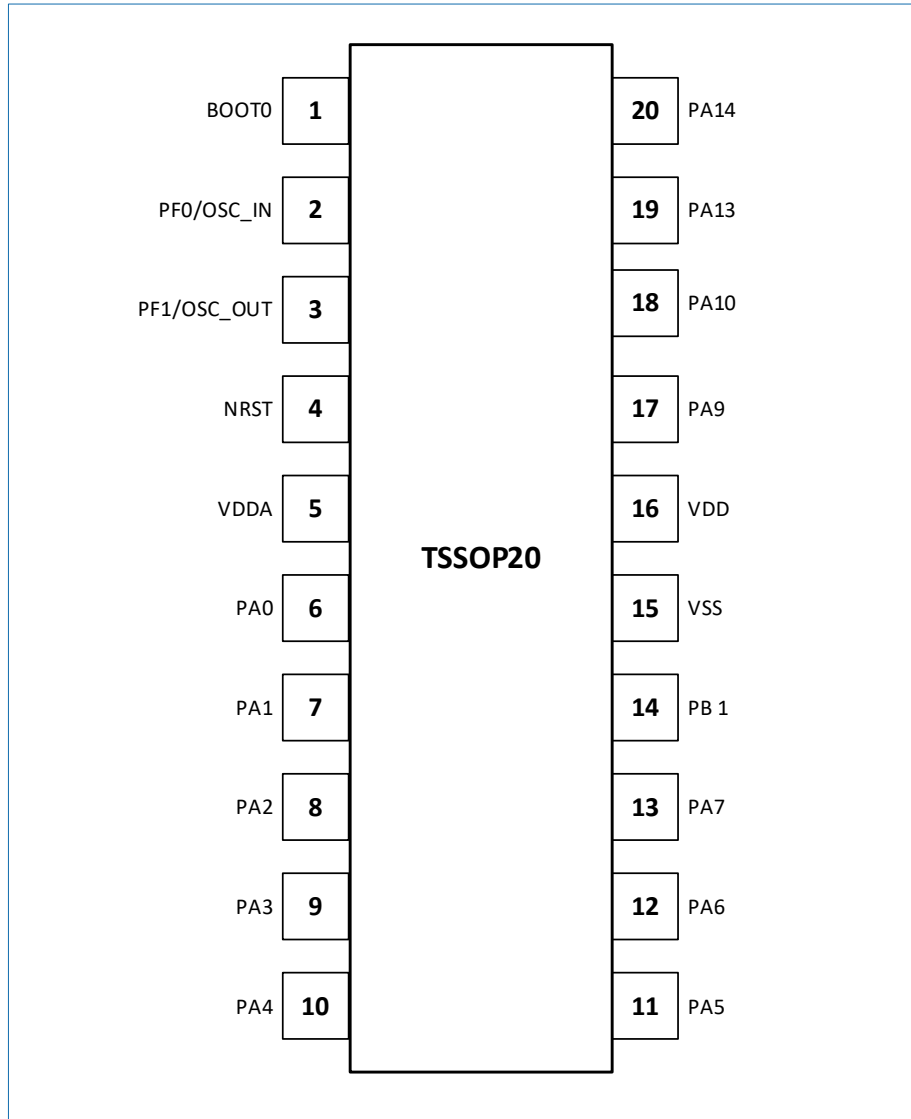 BOOT0 1 20 PA14
PF0/OSC_IN 2 19 PA13
PF1/OSC_OUT 3 18 PA10
NRST 4 17 PA9
VDDA 5 16 VDD
TSSOP20
PA0 6 15 VSS
PA1 7 14 PB 1
PA2 8 13 PA7
PA3 9 12 PA6
PA4 10 11 PA5